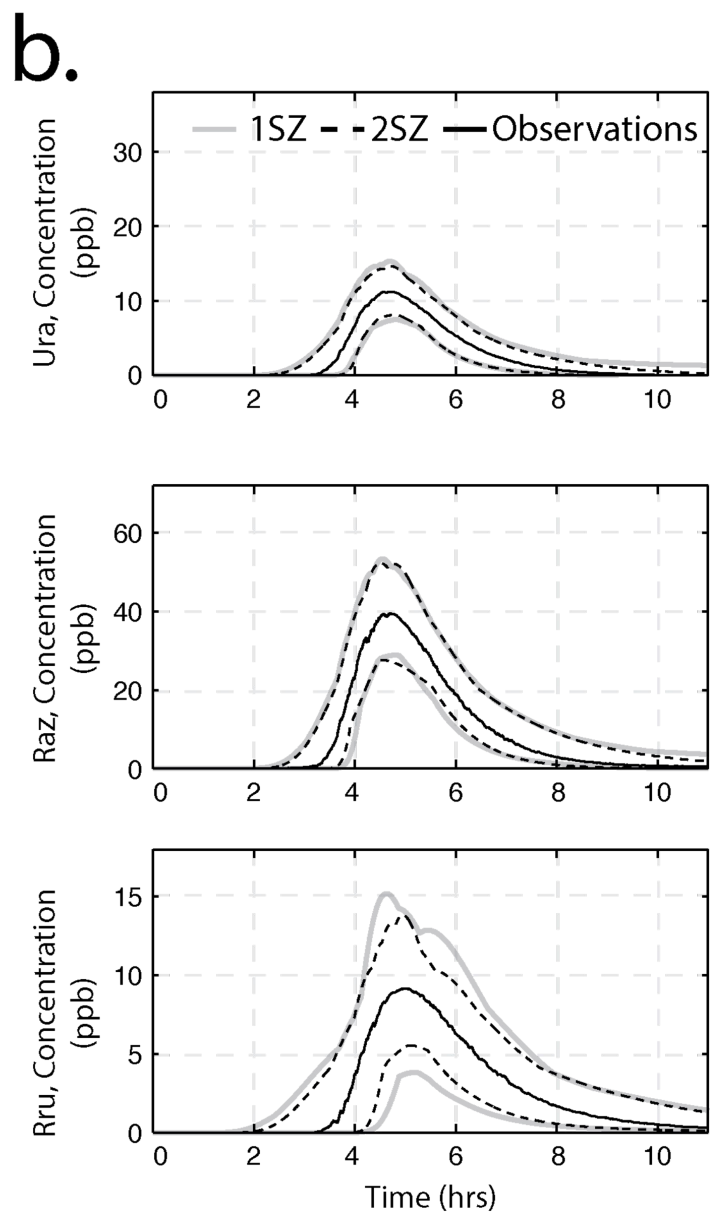 b.
1SZ 2SZ Observations
Ura, Concentration
(ppb)
30
20
10
0
0 2 4 6 8 10
Raz, Concentration
(ppb)
60
40
20
0
0 2 4 6 8 10
Rru, Concentration
(ppb)
15
10
5
0
0 2 4 6 8 10
Time (hrs)